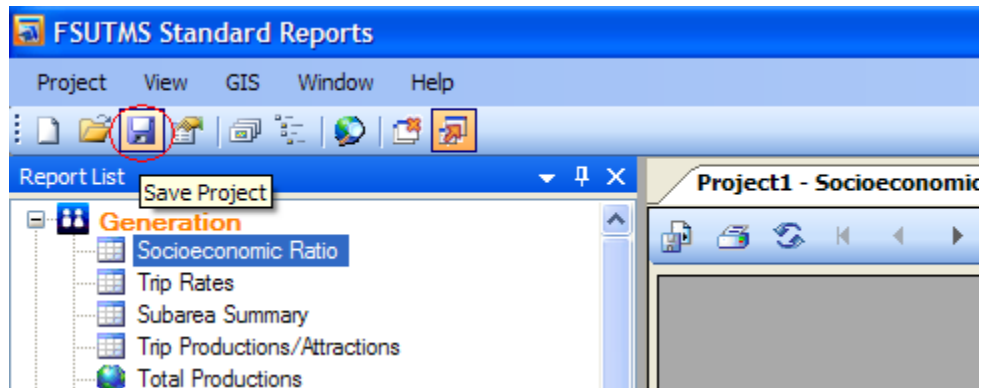 FSUTMS Standard Reports
Project View GIS Window Help
Report List
Save Project
Project1 - Socioeconomic
Generation
Socioeconomic Ratio
Trip Rates
Subarea Summary
Trip Productions/Attractions
Total Productions